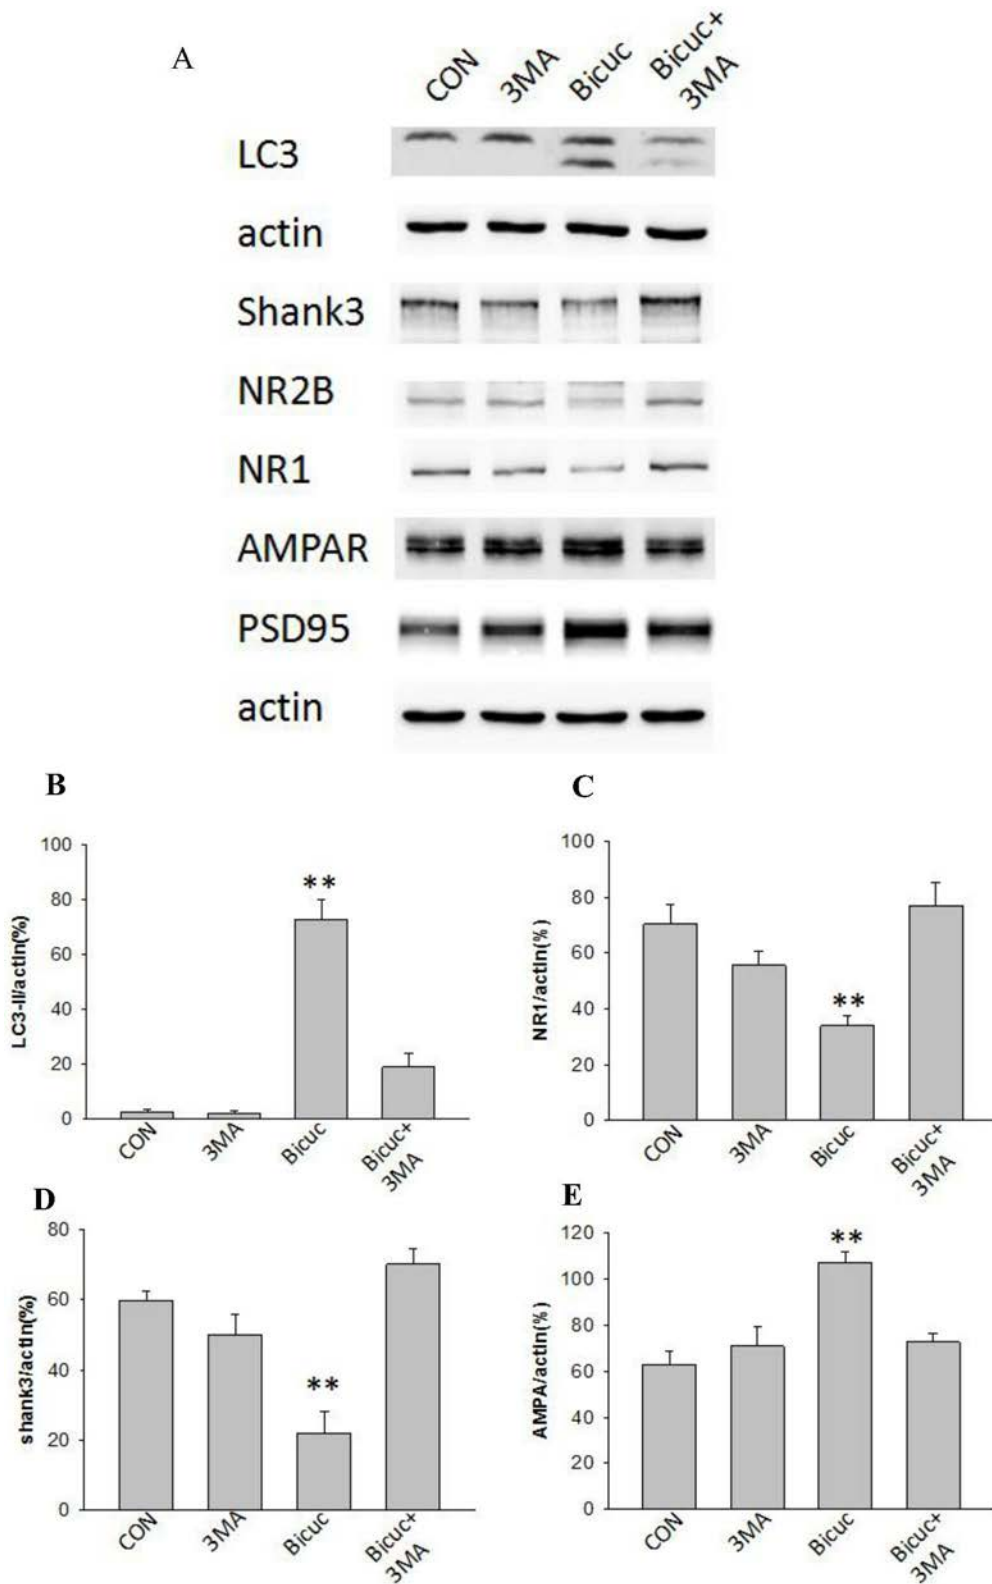 A
CON 3MA Bicuc Bicuc+
3MA
LC3
actin
Shank3
NR2B
NR1
AMPAR
PSD95
actin
B
100
80
60
40
20
0
LC3-II/actin(%)
**
CON 3MA Bicuc Bicuc+
3MA
C
100
80
60
40
20
0
NR1/actin(%)
**
CON 3MA Bicuc Bicuc+
3MA
D
80
60
40
20
0
shank3/actin(%)
**
CON 3MA Bicuc Bicuc+
3MA
E
120
100
80
60
40
20
0
AMPA/actin(%)
**
CON 3MA Bicuc Bicuc+
3MA